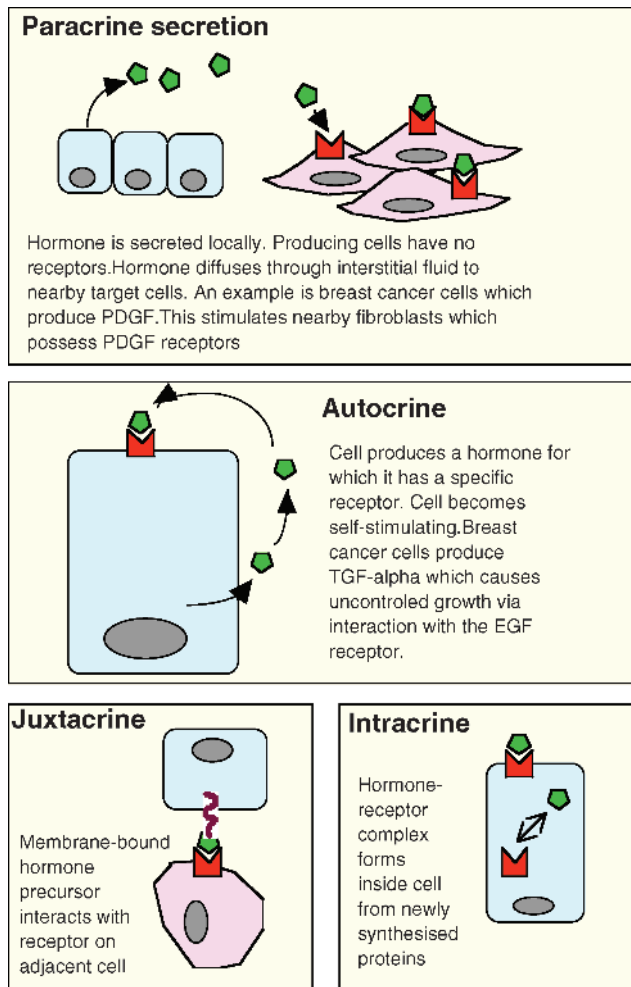 Paracrine secretion
Hormone is secreted locally. Producing cells have no
receptors.Hormone diffuses through interstitial fluid to
nearby target cells. An example is breast cancer cells which
produce PDGF.This stimulates nearby fibroblasts which
possess PDGF receptors
Autocrine
Cell produces a hormone for
which it has a specific
receptor. Cell becomes
self-stimulating.Breast
cancer cells produce
TGF-alpha which causes
uncontroled growth via
interaction with the EGF
receptor.
Juxtacrine
Membrane-bound
hormone
precursor
interacts with
receptor on
adjacent cell
Intracrine
Hormone-
receptor
complex
forms
inside cell
from newly
synthesised
proteins